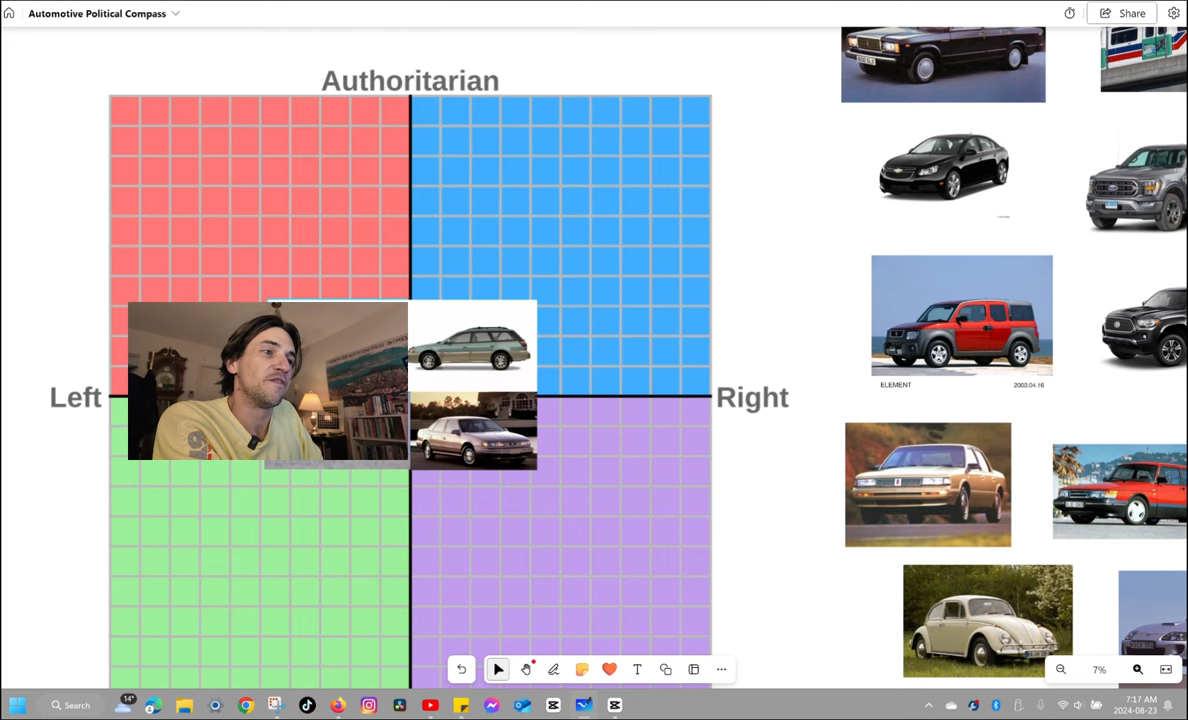 Automotive Political Compass
Share
Authoritarian
Left
Right
ELEMENT
2003.04.16
T
7%
Search
14°
7:17 AM
2024-08-23